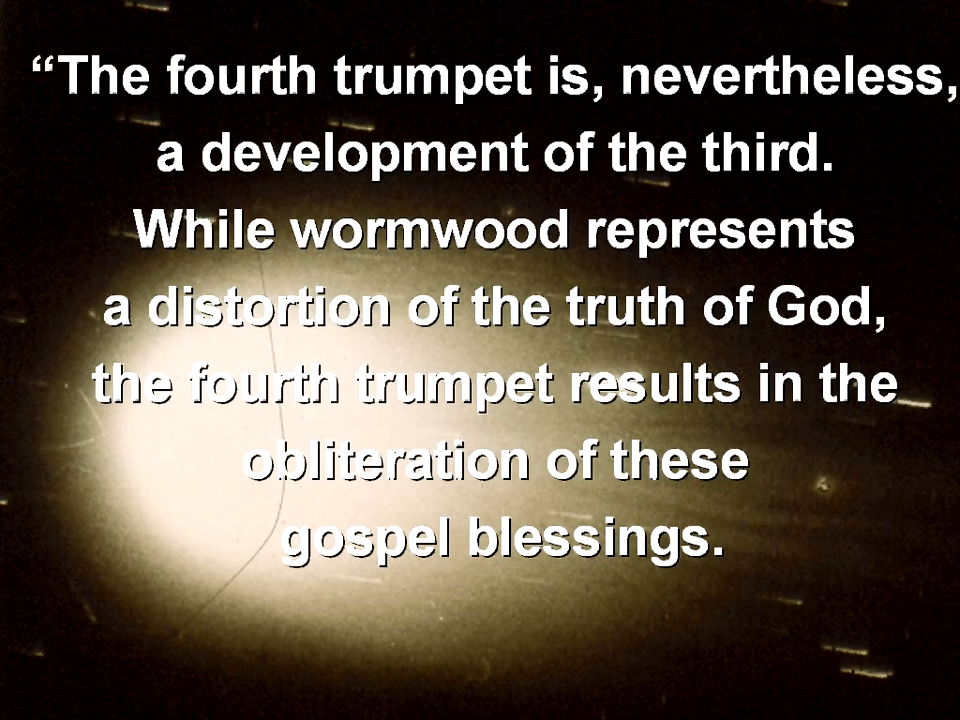 “The fourth trumpet is, nevertheless,
a development of the third.
While wormwood represents
a distortion of the truth of God,
the fourth trumpet results in the
obliteration of these
gospel blessings.